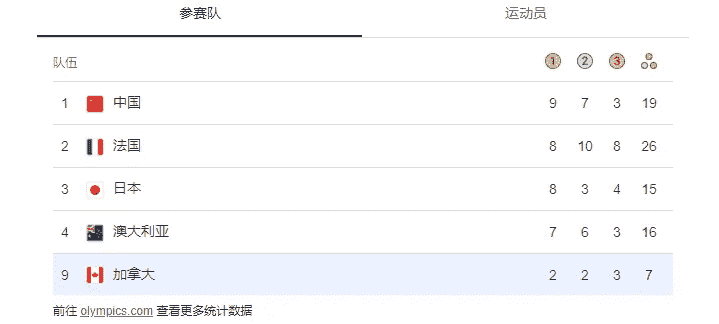 参赛队 运动员
队伍 1 2 3
1 中国 9 7 3 19
2 法国 8 10 8 26
3 日本 8 3 4 15
4 澳大利亚 7 6 3 16
9 加拿大 2 2 3 7
前往 olympics.com 查看更多统计数据